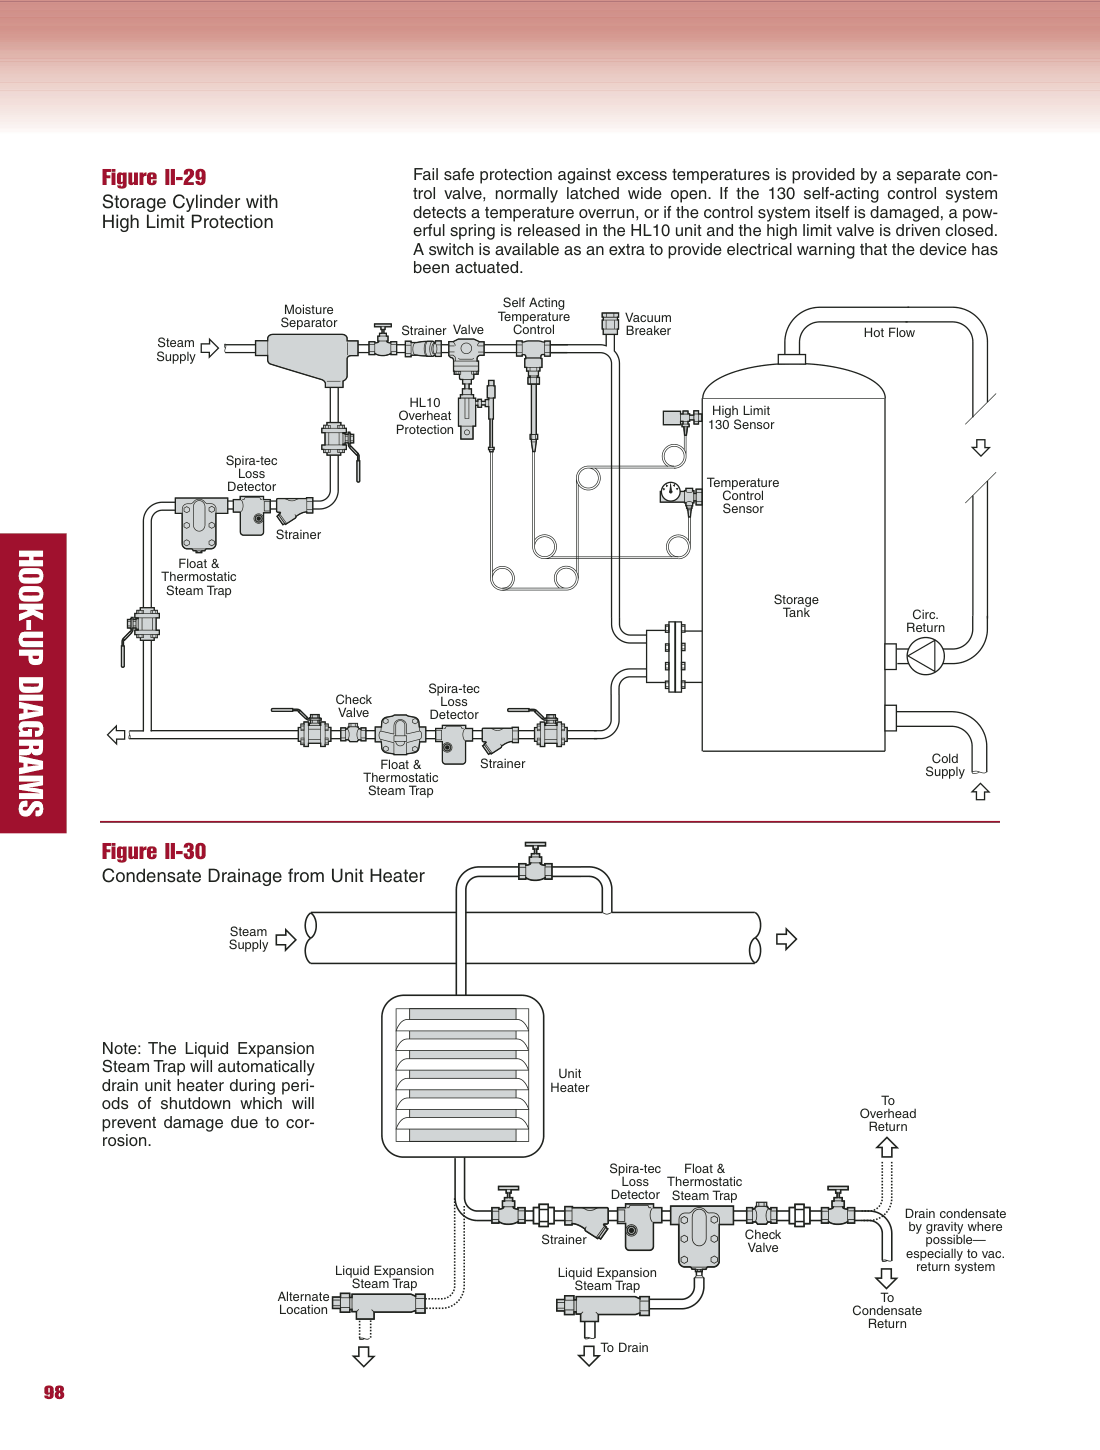 Figure II-29
Storage Cylinder with
High Limit Protection
Fail safe protection against excess temperatures is provided by a separate con-
trol valve, normally latched wide open. If the 130 self-acting control system
detects a temperature overrun, or if the control system itself is damaged, a pow-
erful spring is released in the HL10 unit and the high limit valve is driven closed.
A switch is available as an extra to provide electrical warning that the device has
been actuated.
Moisture
Separator
Steam
Supply
Strainer
Valve
Self Acting
Temperature
Control
Vacuum
Breaker
Hot Flow
HL10
Overheat
Protection
High Limit
130 Sensor
Spira-tec
Loss
Detector
Strainer
Temperature
Control
Sensor
Float &
Thermostatic
Steam Trap
Storage
Tank
Circ.
Return
Check
Valve
Spira-tec
Loss
Detector
Float &
Thermostatic
Steam Trap
Strainer
Cold
Supply
HOOK-UP DIAGRAMS
Figure II-30
Condensate Drainage from Unit Heater
Steam
Supply
Note: The Liquid Expansion
Steam Trap will automatically
drain unit heater during peri-
ods of shutdown which will
prevent damage due to cor-
rosion.
Unit
Heater
To
Overhead
Return
Spira-tec
Loss
Detector
Float &
Thermostatic
Steam Trap
Strainer
Check
Valve
Drain condensate
by gravity where
possible—
especially to vac.
return system
Liquid Expansion
Steam Trap
Alternate
Location
Liquid Expansion
Steam Trap
To
Condensate
Return
To Drain
98